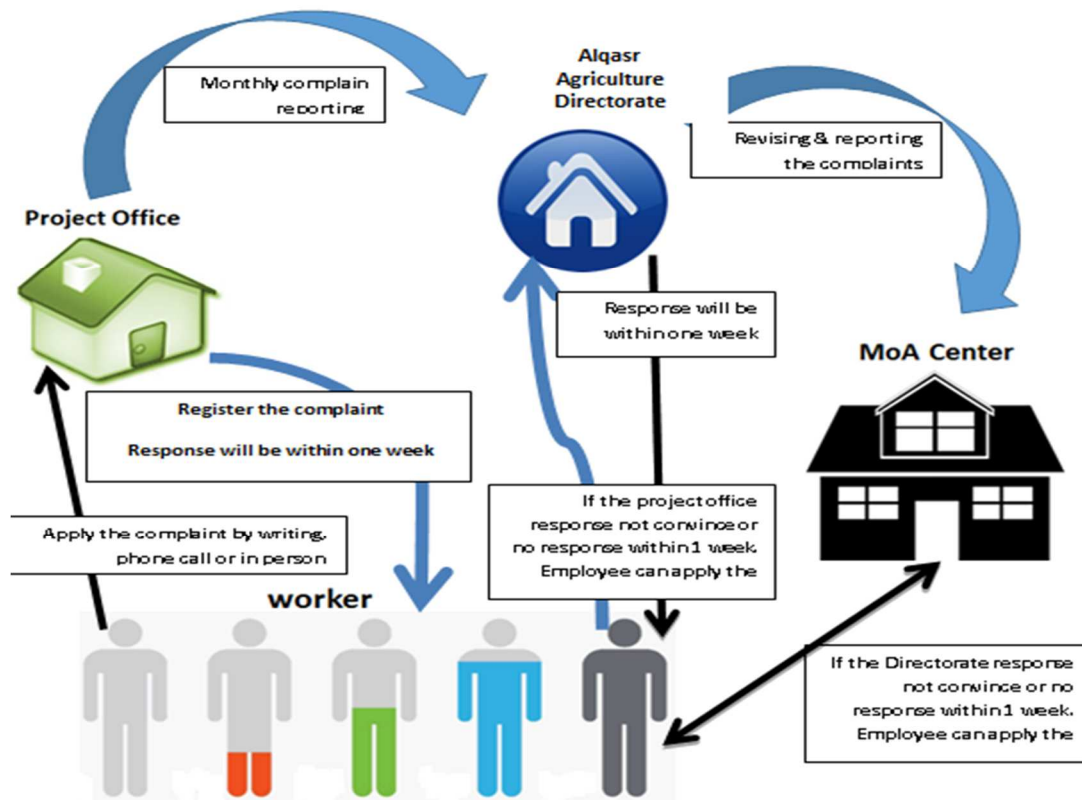 Alqasr
Agriculture
Directorate
Monthly complain
reporting
Revising & reporting
the complaints
Project Office
Response will be
within one week
MoA Center
Register the complaint
Response will be within one week
If the project office
response not convince or
no response within 1 week.
Employee can apply the
Apply the complaint by writing,
phone call or in person
worker
If the Directorate response
not convince or no
response within 1 week.
Employee can apply the